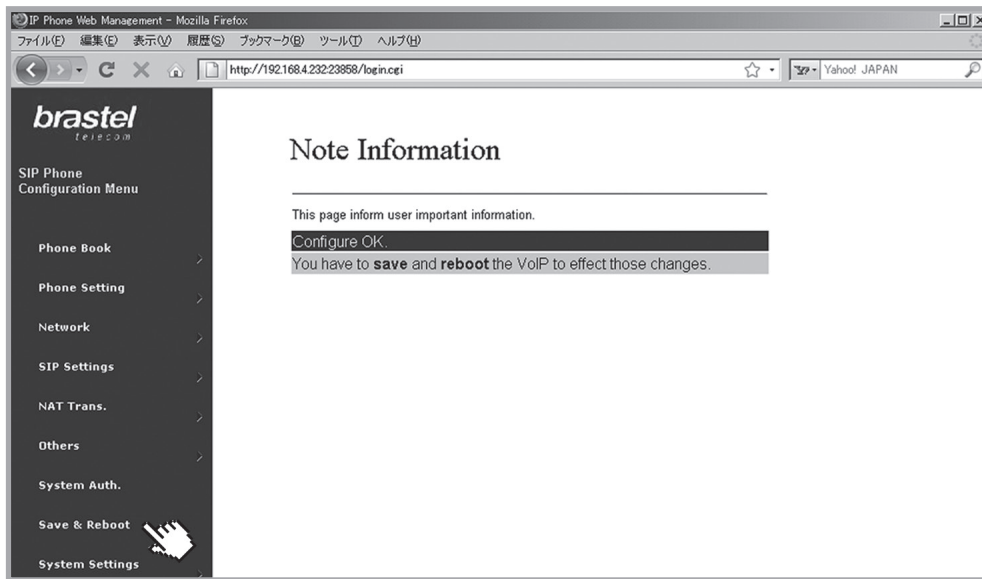 IP Phone Web Management - Mozilla Firefox
ファイル(F) 編集(E) 表示(V) 履歴(S) ブックマーク(B) ツール(T) ヘルプ(H)
http://192.168.4.232:23858/login.cgi
Yahoo! JAPAN
brastel
telecom
SIP Phone
Configuration Menu
Phone Book
Phone Setting
Network
SIP Settings
NAT Trans.
Others
System Auth.
Save & Reboot
System Settings
Note Information
This page inform user important information.
Configure OK.
You have to save and reboot the VoIP to effect those changes.